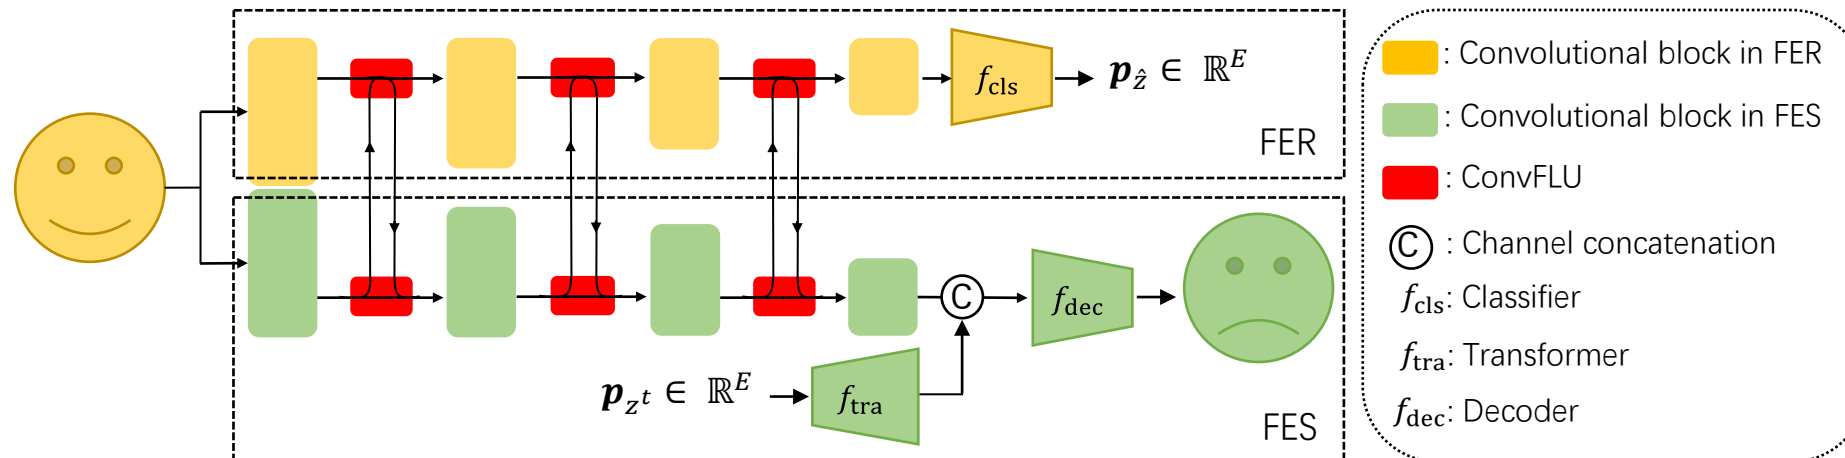 f_cls
p_ẑ ∈ ℝ^E
FER
C
f_dec
p_{z^t} ∈ ℝ^E
f_tra
FES
: Convolutional block in FER
: Convolutional block in FES
: ConvFLU
C : Channel concatenation
f_cls: Classifier
f_tra: Transformer
f_dec: Decoder